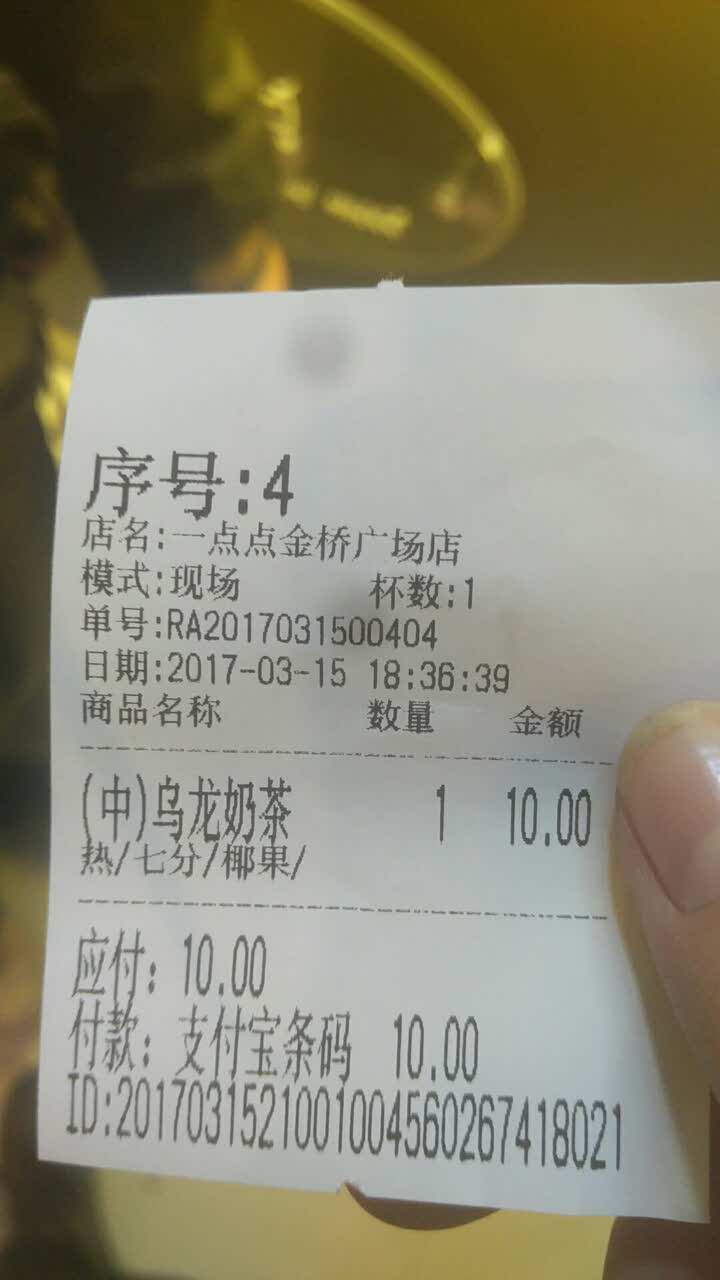 序号:4
店名:一点点金桥广场店
模式:现场 杯数:1
单号:RA2017031500404
日期:2017-03-15 18:36:39
商品名称 数量 金额
(中)乌龙奶茶 1 10.00
热/七分/椰果/
应付: 10.00
付款: 支付宝条码 10.00
ID:2017031521001004560267418021